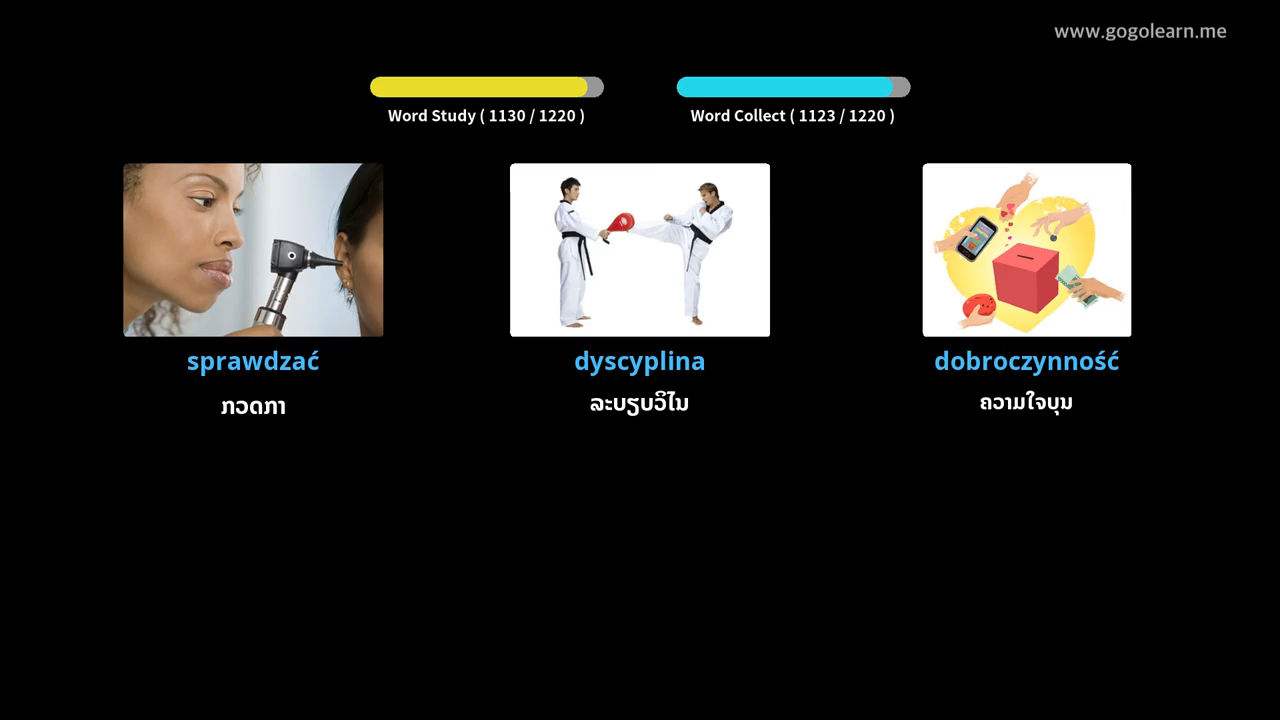 www.gogolearn.me
Word Study ( 1130 / 1220 )
Word Collect ( 1123 / 1220 )
sprawdzać
dyscyplina
dobroczynność
ກວດກາ
ລະບຽບວິໄນ
ຄວາມໃຈບຸນ